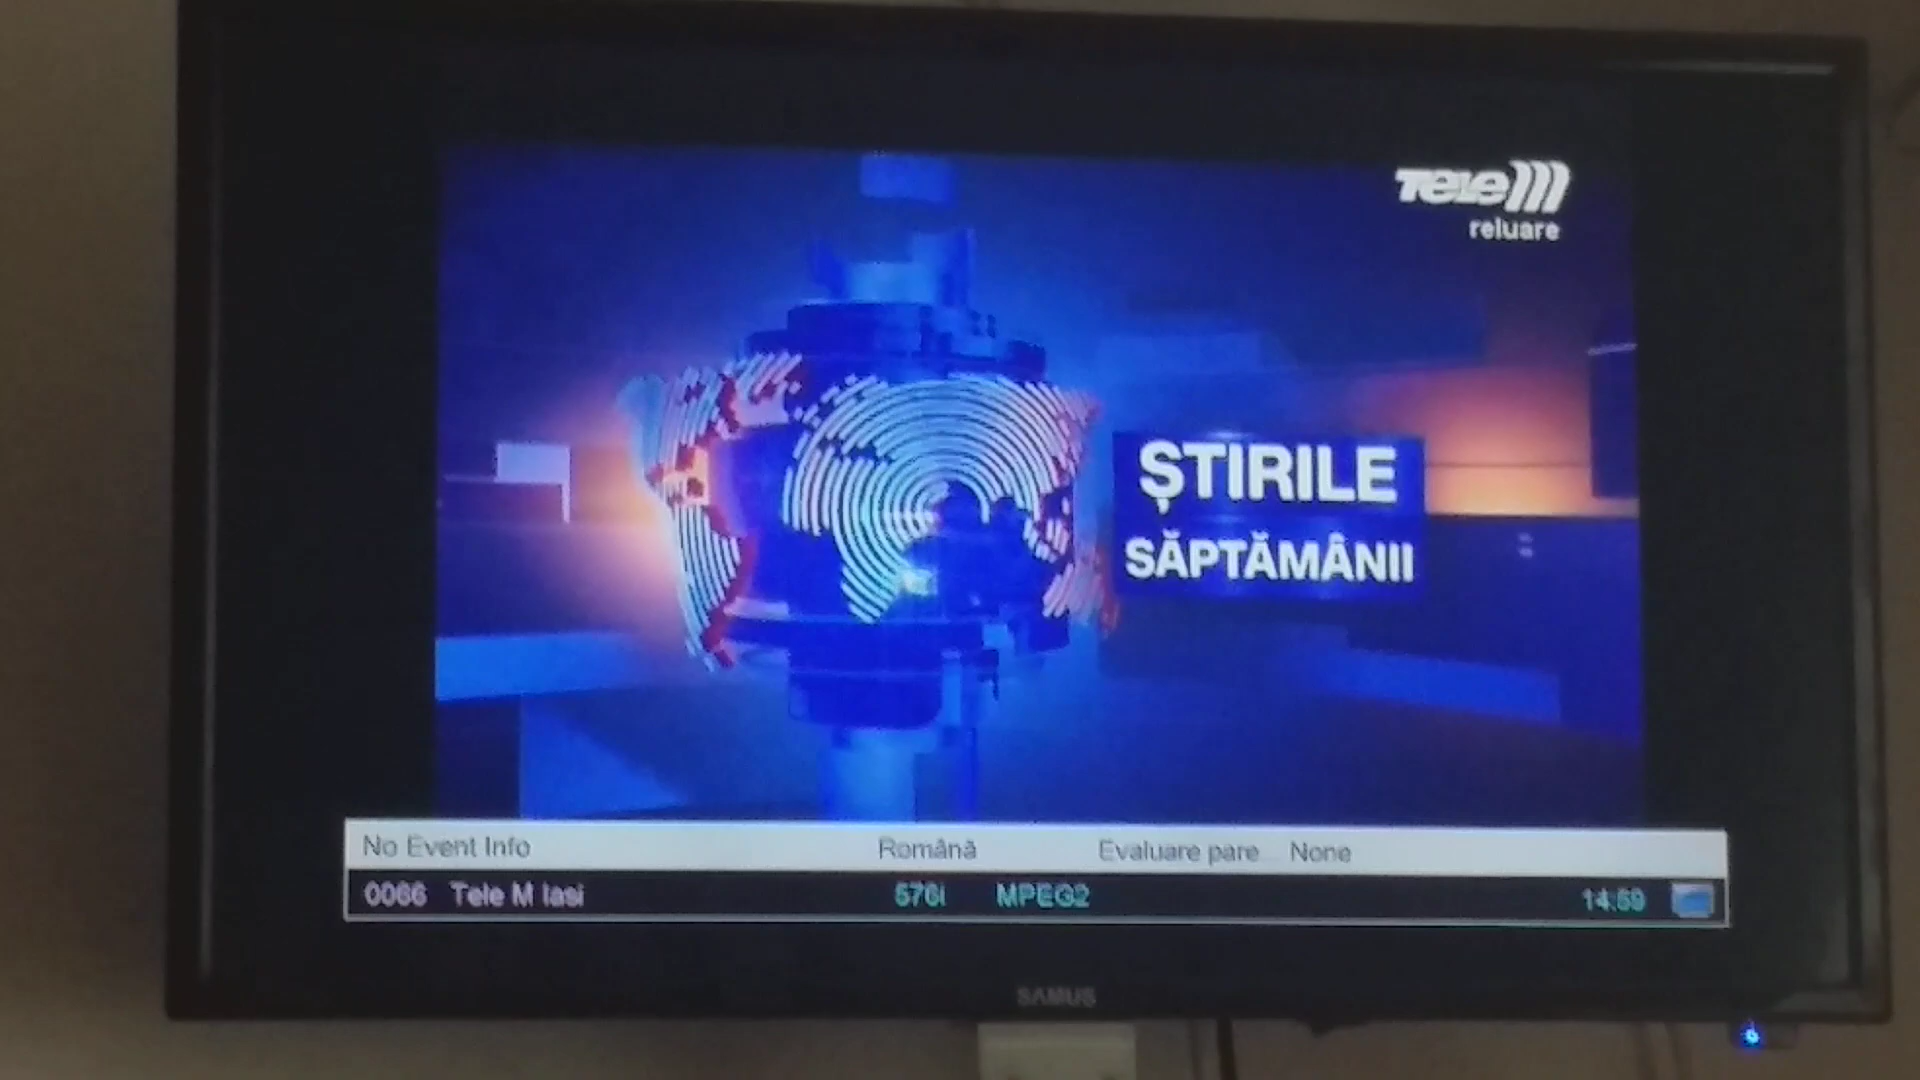 TELE M
reluare
ȘTIRILE
SĂPTĂMÂNII
No Event Info Română Evaluare pare... None
0066 Tele M Iasi 576i MPEG2 14:59
SAMUS